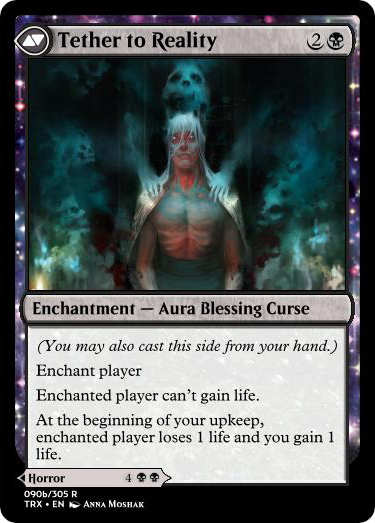 Tether to Reality 2
Enchantment — Aura Blessing Curse
(You may also cast this side from your hand.)
Enchant player
Enchanted player can't gain life.
At the beginning of your upkeep,
enchanted player loses 1 life and you gain 1
life.
Horror 4
090b/305 R
TRX • EN Anna Moshak